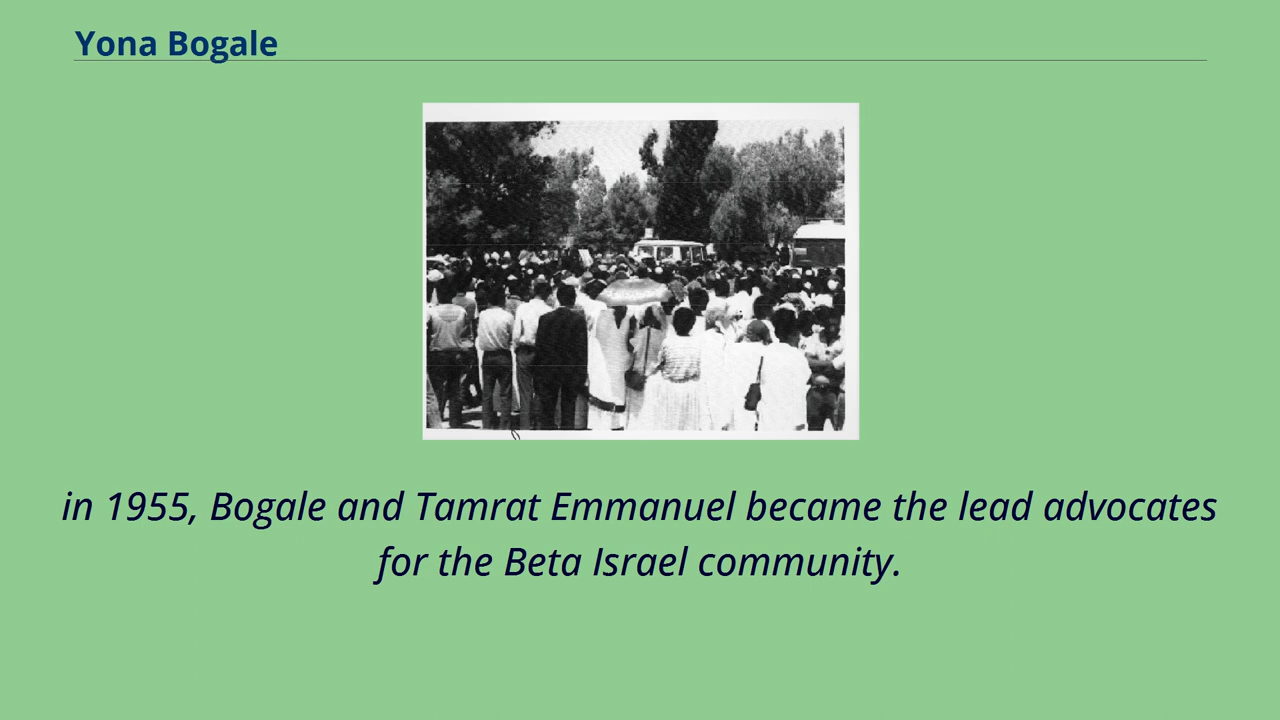 Yona Bogale
in 1955, Bogale and Tamrat Emmanuel became the lead advocates
for the Beta Israel community.